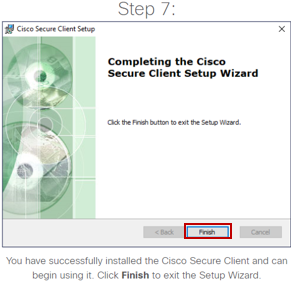 Step 7:
Cisco Secure Client Setup
Completing the Cisco
Secure Client Setup Wizard
Click the Finish button to exit the Setup Wizard.
< Back
Finish
Cancel
You have successfully installed the Cisco Secure Client and can
begin using it. Click Finish to exit the Setup Wizard.